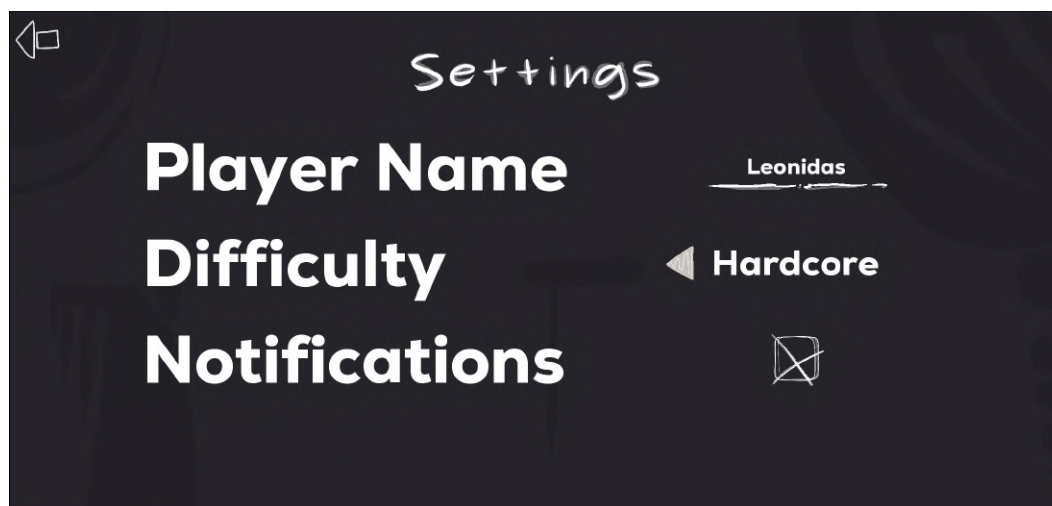 Settings
Player Name
Leonidas
Difficulty
Hardcore
Notifications